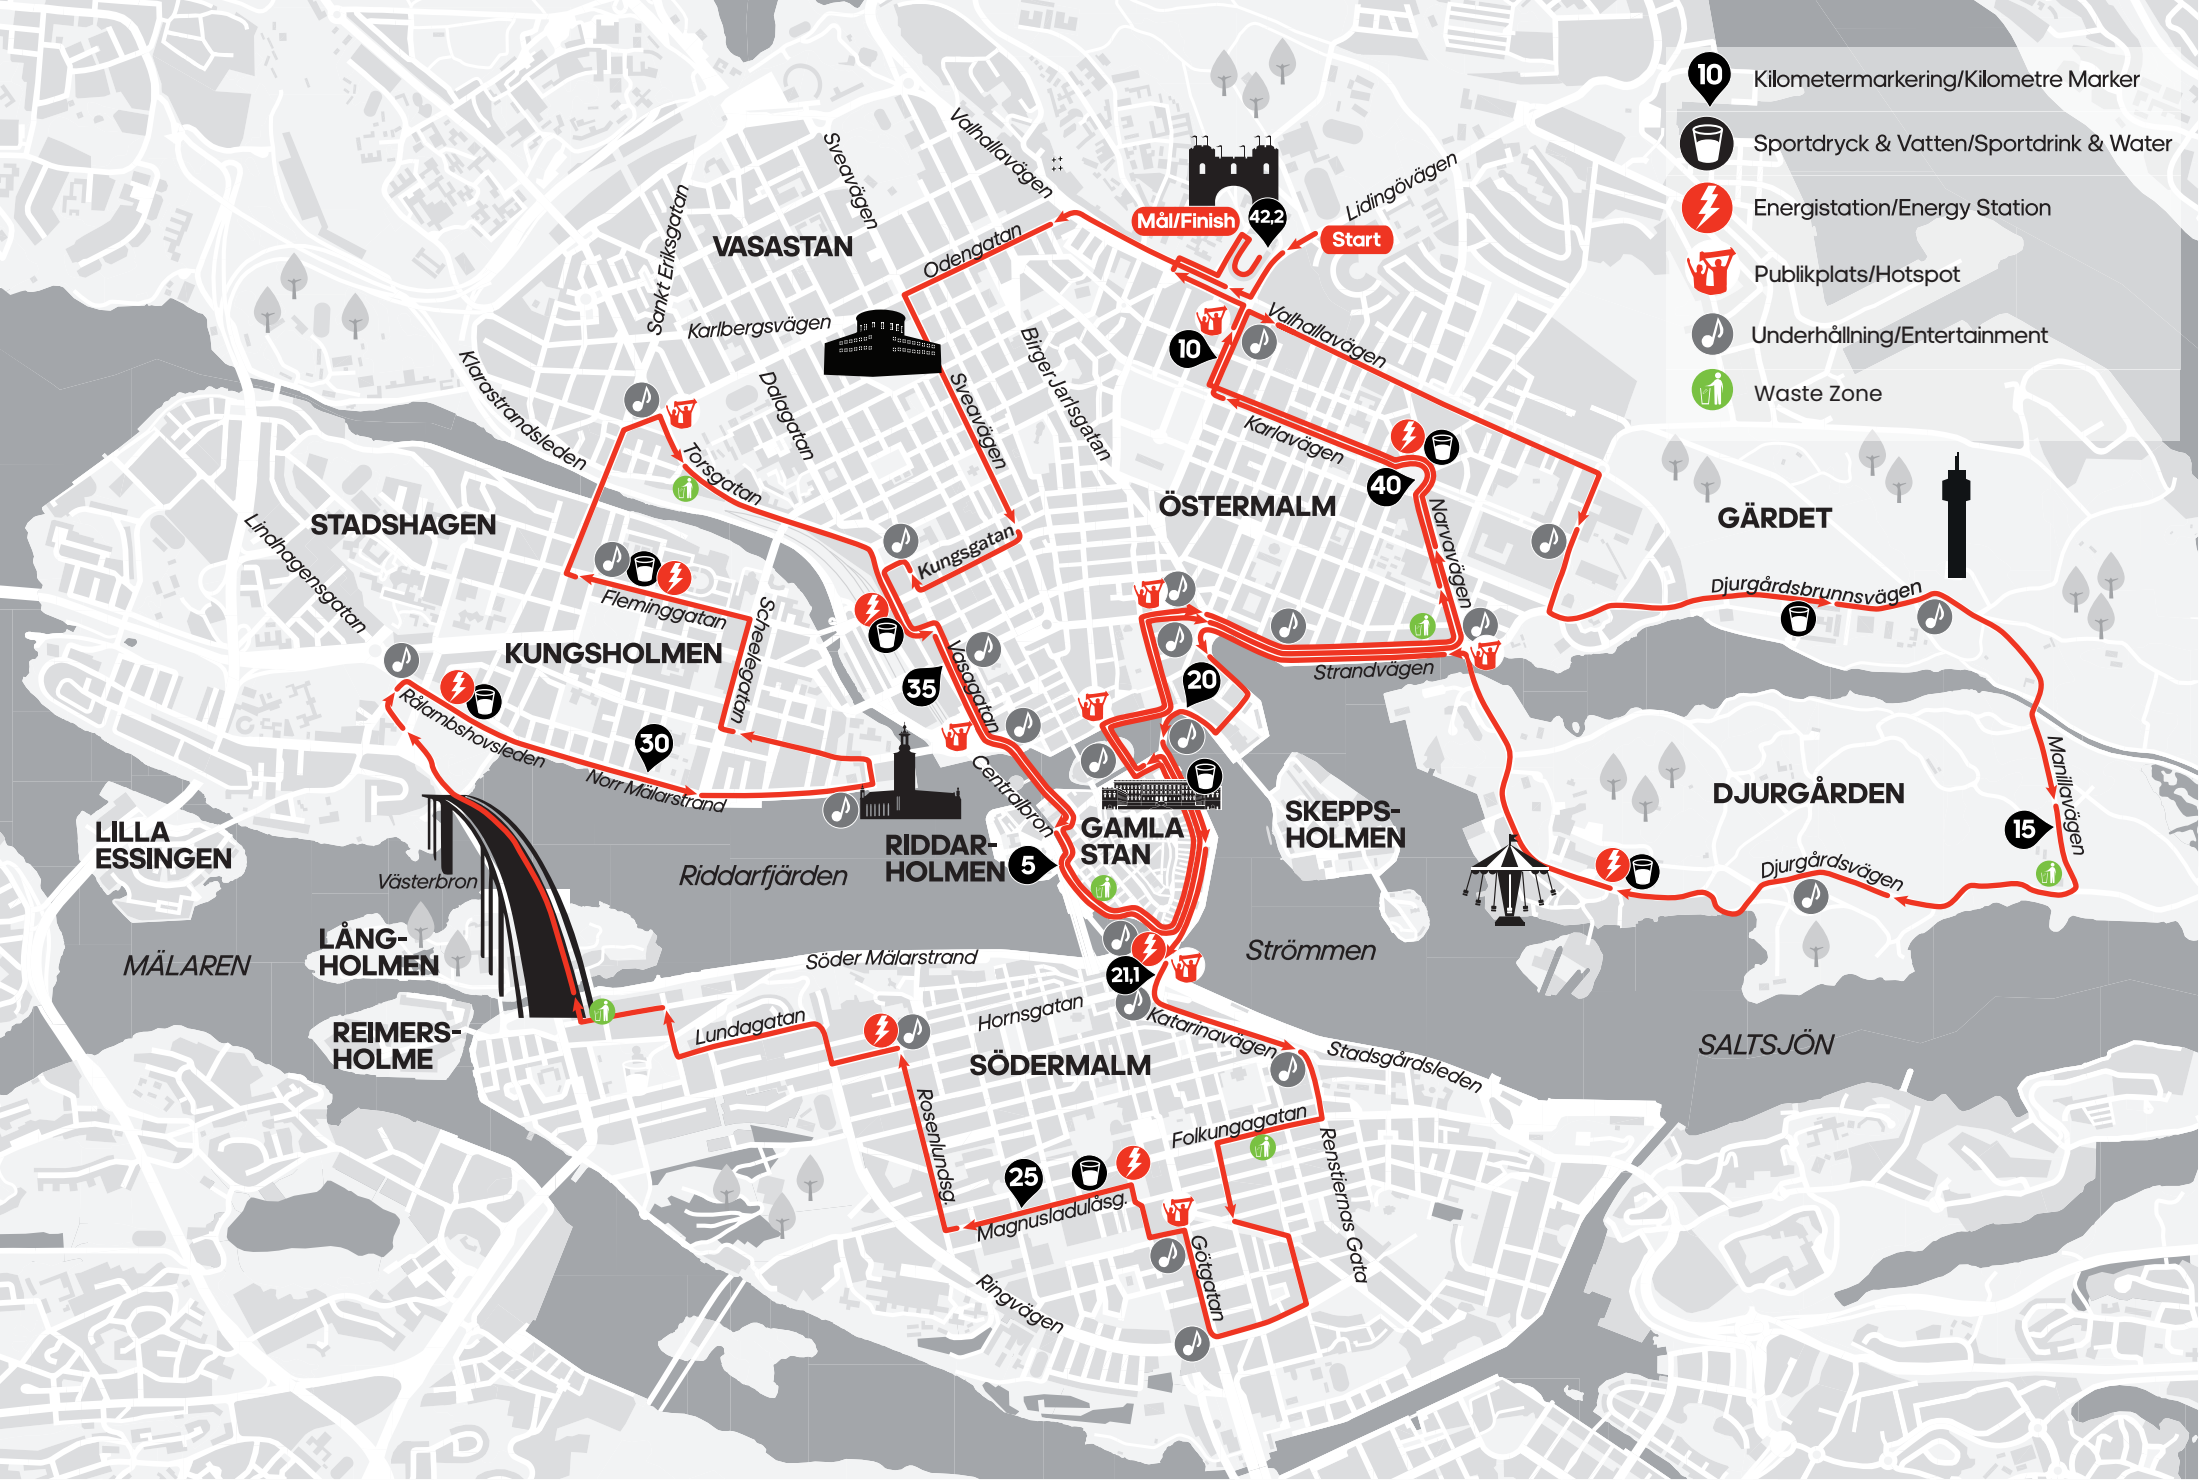 10 Kilometermarkering/Kilometre Marker
Sportdryck & Vatten/Sportdrink & Water
Energistation/Energy Station
Publikplats/Hotspot
Underhållning/Entertainment
Waste Zone
Valhallavägen
Sveavägen
Lidingövägen
Mål/Finish
42,2
Start
Sankt Eriksgatan
VASASTAN
Odengatan
Karlbergsvägen
Valhallavägen
10
Klarastrandsleden
Dalagatan
Sveavägen
Birger Jarlsgatan
Karlavägen
Torsgatan
40
ÖSTERMALM
Narvavägen
GÄRDET
STADSHAGEN
Lindhagensgatan
Kungsgatan
Fleminggatan
Scheelegatan
Djurgårdsbrunnsvägen
KUNGSHOLMEN
Vasagatan
35
20
Strandvägen
Rålambshovsleden
30
Norr Mälarstrand
Centralbron
Manillavägen
DJURGÅRDEN
SKEPPS-
HOLMEN
LILLA
ESSINGEN
RIDDAR-
HOLMEN
5
GAMLA
STAN
15
Djurgårdsvägen
Västerbron
Riddarfjärden
LÅNG-
HOLMEN
MÄLAREN
Söder Mälarstrand
Strömmen
21,1
REIMERS-
HOLME
Lundagatan
Hornsgatan
Katarinavägen
Stadsgårdsleden
SALTSJÖN
SÖDERMALM
Rosenlundsg.
Folkungagatan
Renstiernas Gata
25
Magnusladulåsg.
Götgatan
Ringvägen